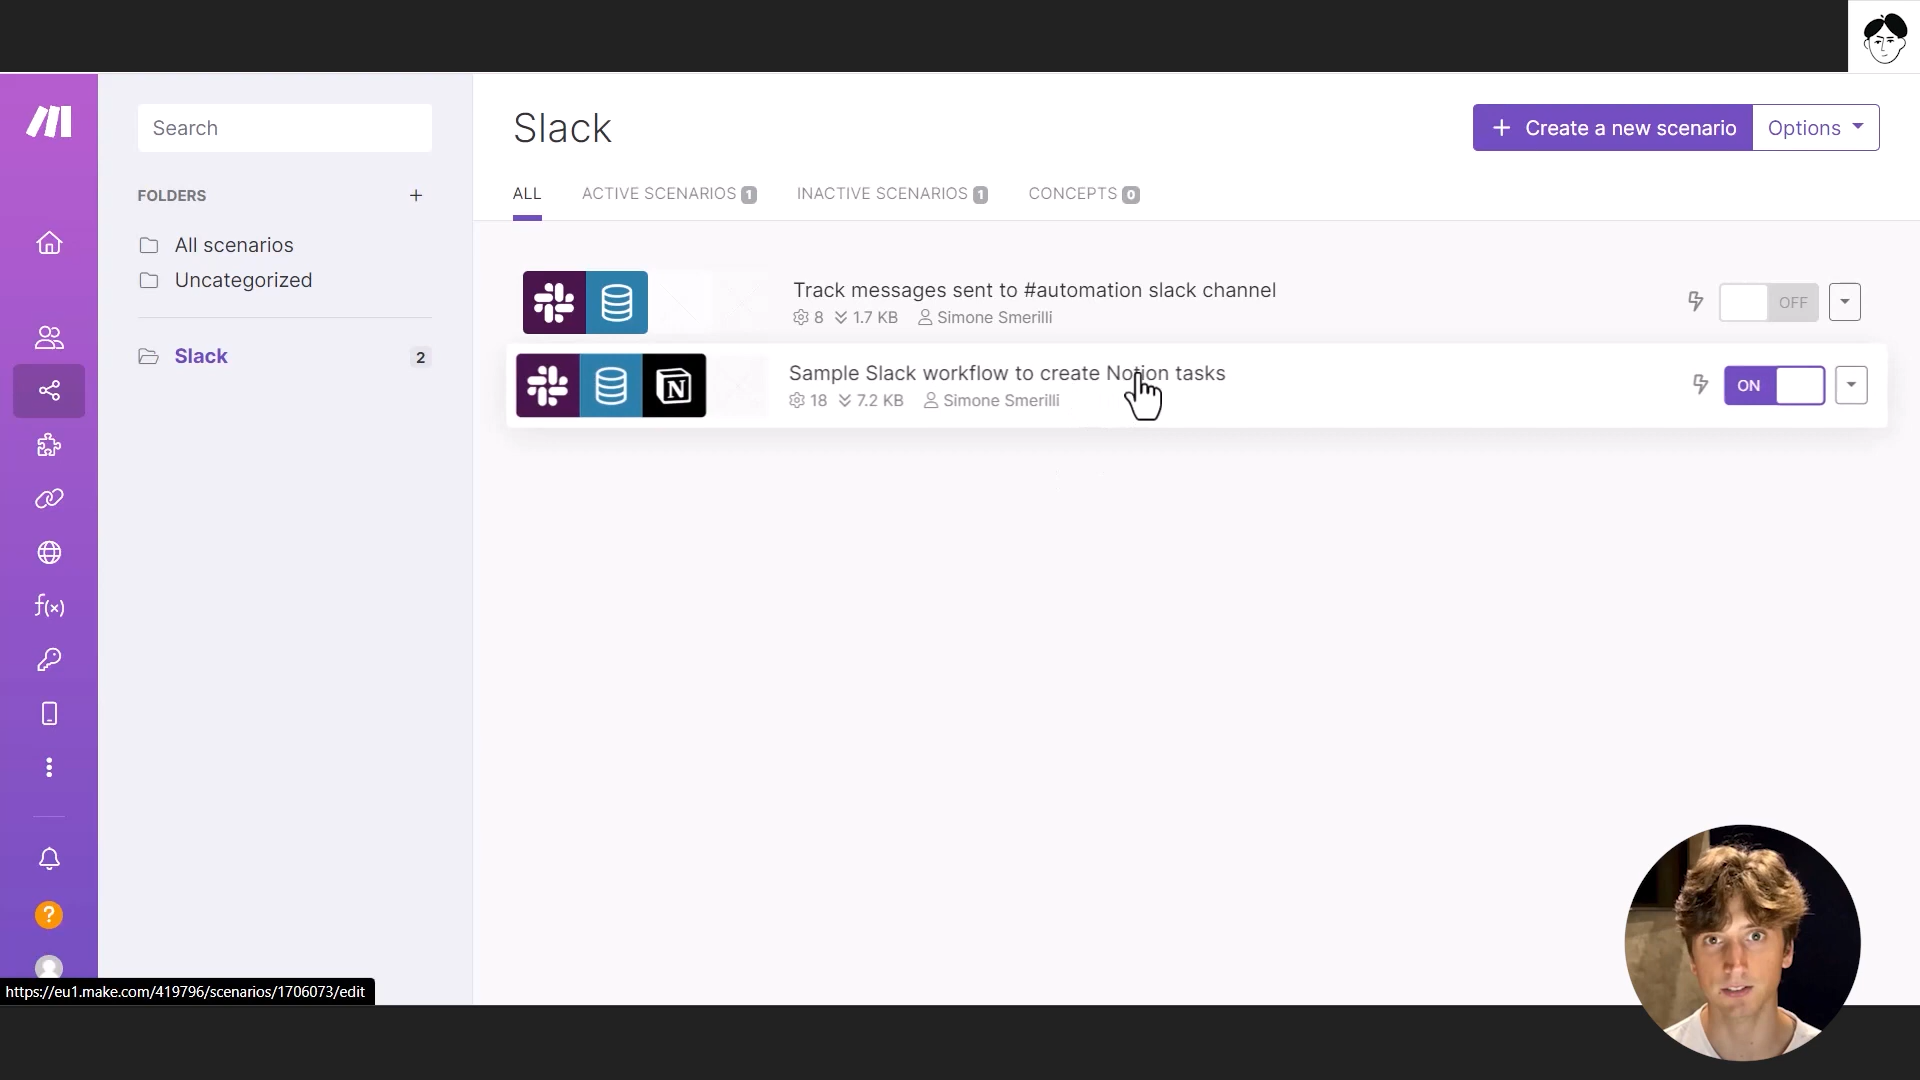 Search
FOLDERS +
All scenarios
Uncategorized
Slack 2
Slack
+ Create a new scenario Options
ALL ACTIVE SCENARIOS 1 INACTIVE SCENARIOS 1 CONCEPTS 0
Track messages sent to #automation slack channel
8 1.7 KB Simone Smerilli
OFF
Sample Slack workflow to create Notion tasks
18 7.2 KB Simone Smerilli
ON
f(x)
?
https://eu1.make.com/419796/scenarios/1706073/edit